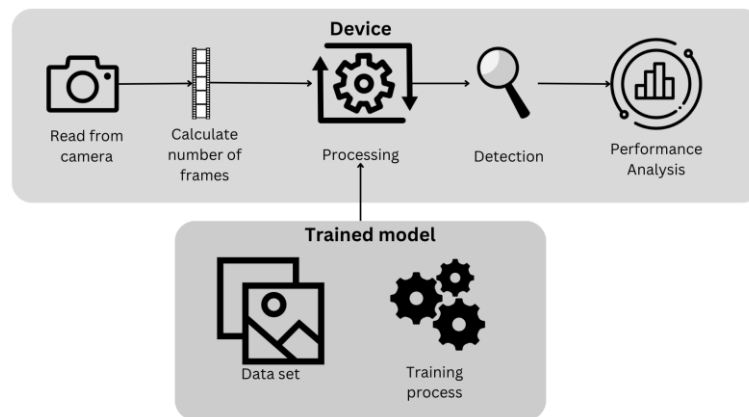 Device
Read from
camera
Calculate
number of
frames
Processing
Detection
Performance
Analysis
Trained model
Data set
Training
process